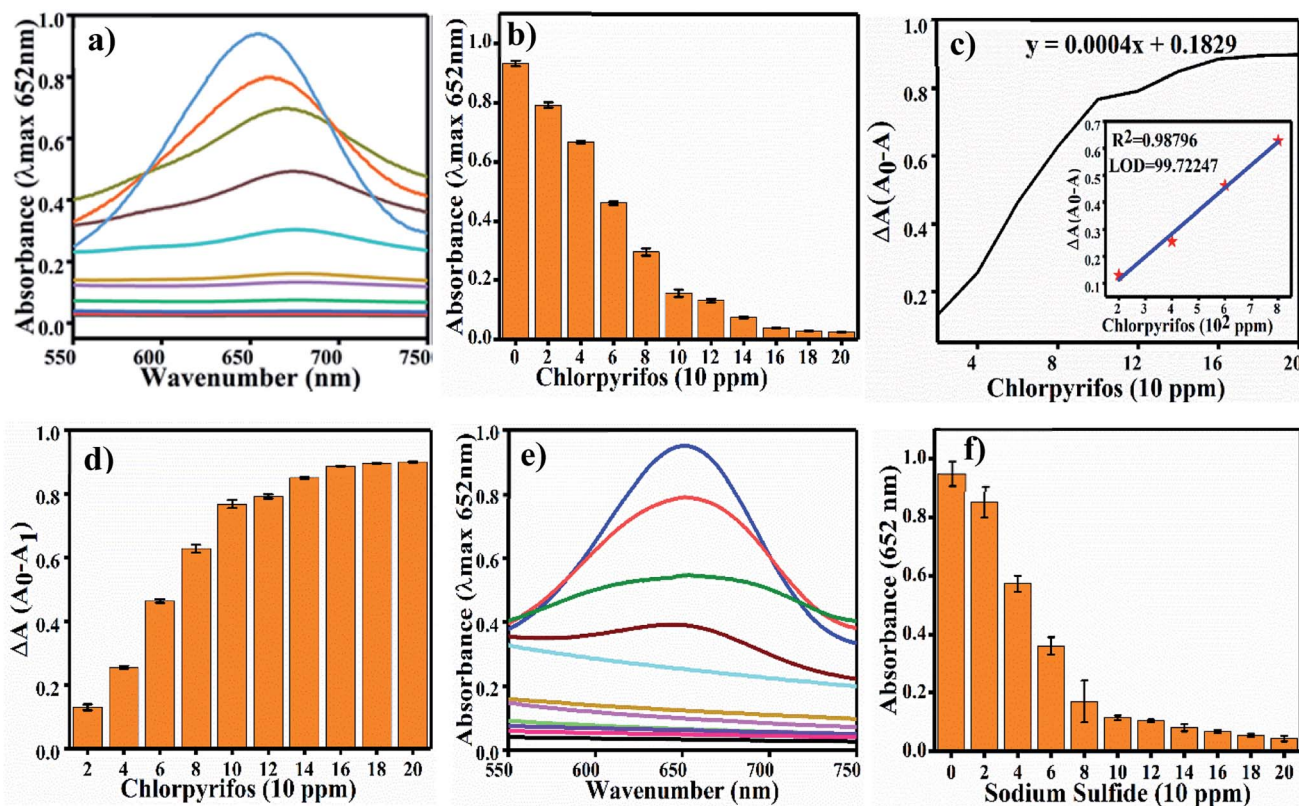 a)
Absorbance (λmax 652nm)
1.0
0.8
0.6
0.4
0.2
0.0
550 600 650 700 750
Wavenumber (nm)
b)
Absorbance (λmax 652nm)
1.0
0.8
0.6
0.4
0.2
0.0
0 2 4 6 8 10 12 14 16 18 20
Chlorpyrifos (10 ppm)
c)
y = 0.0004x + 0.1829
ΔA(A0-A)
1.0
0.8
0.6
0.4
0.2
4 8 12 16 20
Chlorpyrifos (10 ppm)
R2=0.98796
LOD=99.72247
ΔA(A0-A)
0.7
0.6
0.5
0.4
0.3
0.2
0.1
2 3 4 5 6 7 8
Chlorpyrifos (102 ppm)
d)
ΔA (A0-A1)
1.0
0.8
0.6
0.4
0.2
0.0
2 4 6 8 10 12 14 16 18 20
Chlorpyrifos (10 ppm)
e)
Absorbance (λmax 652nm)
1.0
0.8
0.6
0.4
0.2
0.0
550 600 650 700 750
Wavenumber (nm)
f)
Absorbance (652 nm)
1.0
0.8
0.6
0.4
0.2
0.0
0 2 4 6 8 10 12 14 16 18 20
Sodium Sulfide (10 ppm)